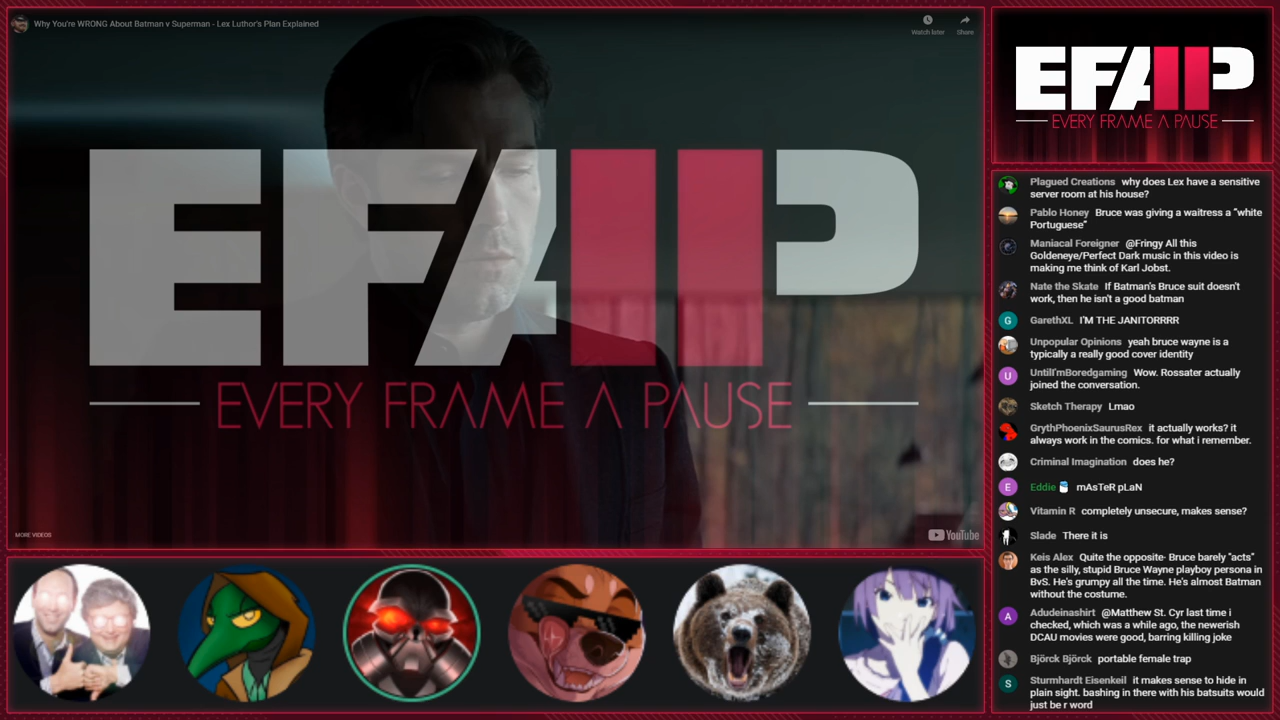 Why You're WRONG About Batman v Superman - Lex Luthor's Plan Explained
Watch later
Share
EFAP
EVERY FRAME A PAUSE
MORE VIDEOS
YouTube
EFAP
EVERY FRAME A PAUSE
Plagued Creations why does Lex have a sensitive
server room at his house?
Pablo Honey Bruce was giving a waitress a "white
Portuguese"
Maniacal Foreigner @Fringy All this
Goldeneye/Perfect Dark music in this video is
making me think of Karl Jobst.
Nate the Skate If Batman's Bruce suit doesn't
work, then he isn't a good batman
G
GarethXL I'M THE JANITORRRR
Unpopular Opinions yeah bruce wayne is a
typically a really good cover identity
U
UntilI'mBoredgaming Wow. Rossater actually
joined the conversation.
Sketch Therapy Lmao
GrythPhoenixSaurusRex it actually works? it
always work in the comics. for what i remember.
Criminal Imagination does he?
E
Eddie mAsTeR pLaN
Vitamin R completely unsecure, makes sense?
Slade There it is
Keis Alex Quite the opposite- Bruce barely "acts"
as the silly, stupid Bruce Wayne playboy persona in
BvS. He's grumpy all the time. He's almost Batman
without the costume.
A
Adudeinashirt @Matthew St. Cyr last time i
checked, which was a while ago, the newerish
DCAU movies were good, barring killing joke
Björck Björck portable female trap
S
Sturmhardt Eisenkeil it makes sense to hide in
plain sight. bashing in there with his batsuits would
just be r word